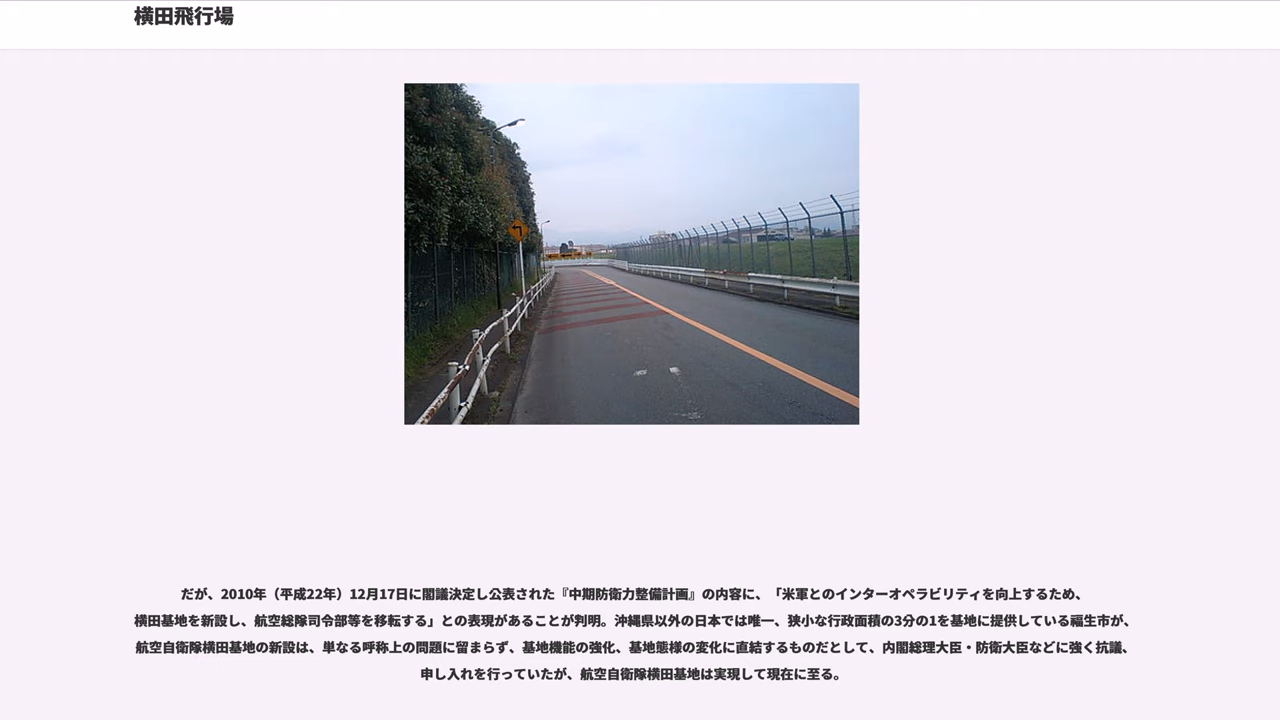 横田飛行場
だが、2010年（平成22年）12月17日に閣議決定し公表された『中期防衛力整備計画』の内容に、「米軍とのインターオペラビリティを向上するため、
横田基地を新設し、航空総隊司令部等を移転する」との表現があることが判明。沖縄県以外の日本では唯一、狭小な行政面積の3分の1を基地に提供している福生市が、
航空自衛隊横田基地の新設は、単なる呼称上の問題に留まらず、基地機能の強化、基地態様の変化に直結するものだとして、内閣総理大臣・防衛大臣などに強く抗議、
申し入れを行っていたが、航空自衛隊横田基地は実現して現在に至る。